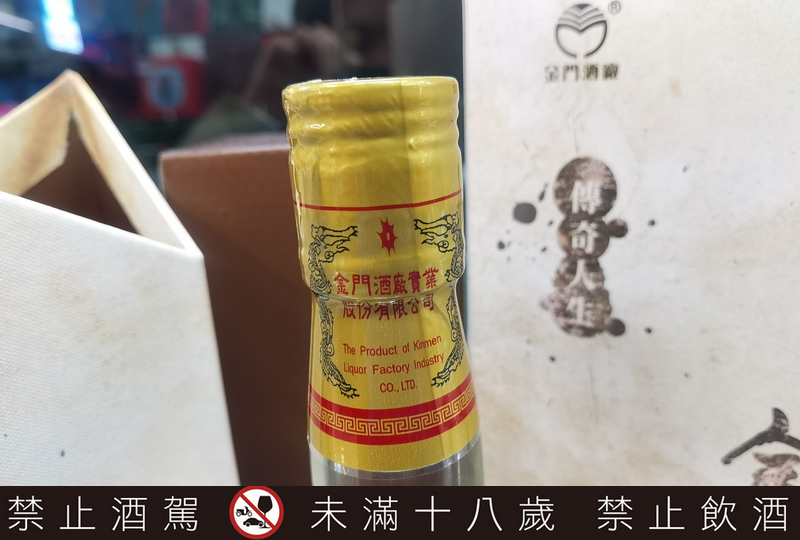 ®
金門酒廠
傳奇人生
金門酒廠實業
股份有限公司
The Product of Kinmen
Liquor Factory Industry
CO., LTD.
禁止酒駕 未滿十八歲 禁止飲酒